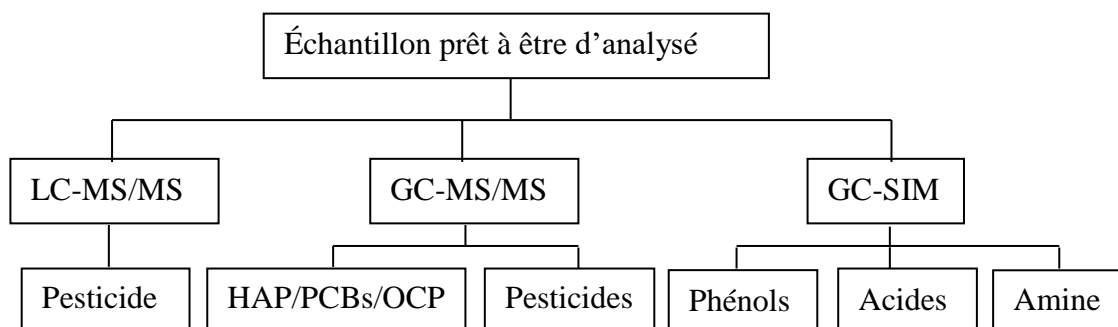 Échantillon prêt à être d’analysé
LC-MS/MS
GC-MS/MS
GC-SIM
Pesticide
HAP/PCBs/OCP
Pesticides
Phénols
Acides
Amine